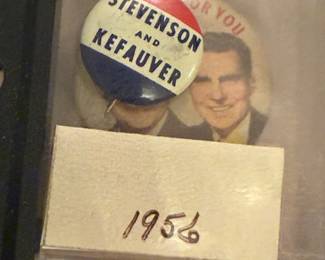 STEVENSON
AND
KEFAUVER
OR YOU
1956